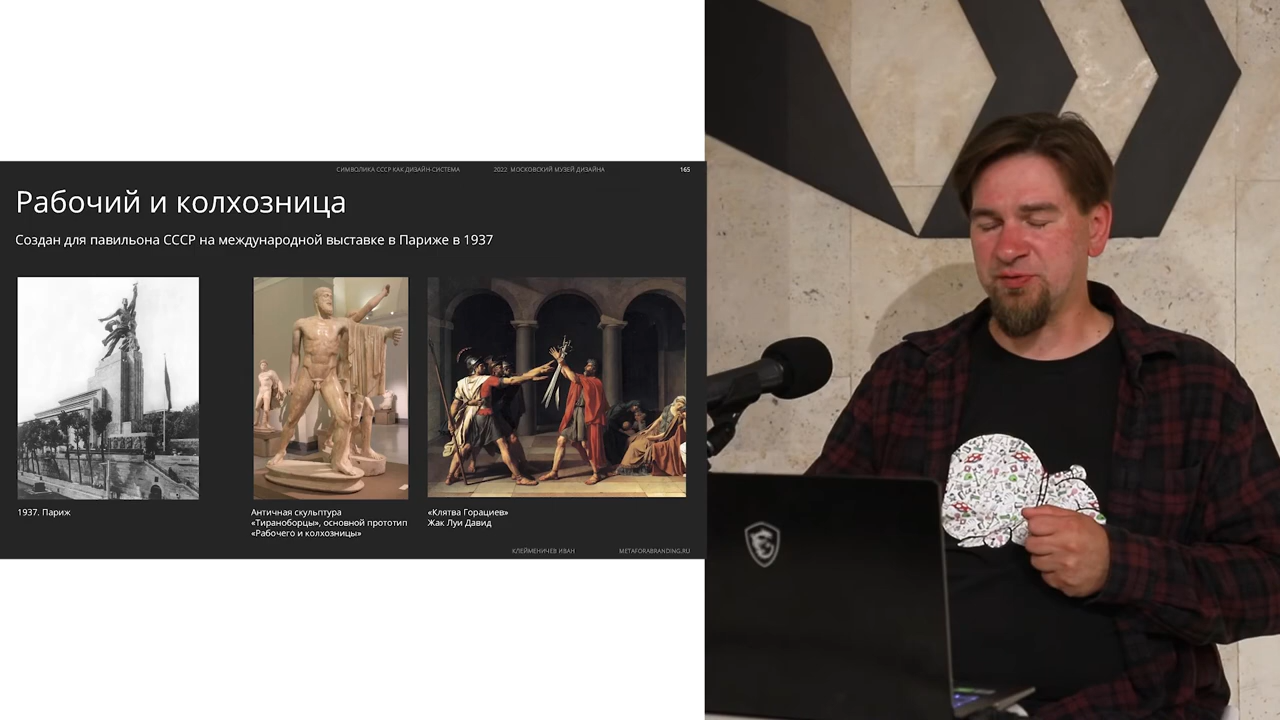 СИМВОЛИКА СССР КАК ДИЗАЙН-СИСТЕМА
2022 МОСКОВСКИЙ МУЗЕЙ ДИЗАЙНА
165
Рабочий и колхозница
Создан для павильона СССР на международной выставке в Париже в 1937
1937. Париж
Античная скульптура
«Тираноборцы», основной прототип
«Рабочего и колхозницы»
«Клятва Горациев»
Жак Луи Давид
КЛЕЙМЕНИЧЕВ ИВАН
METAFORABRANDING.RU